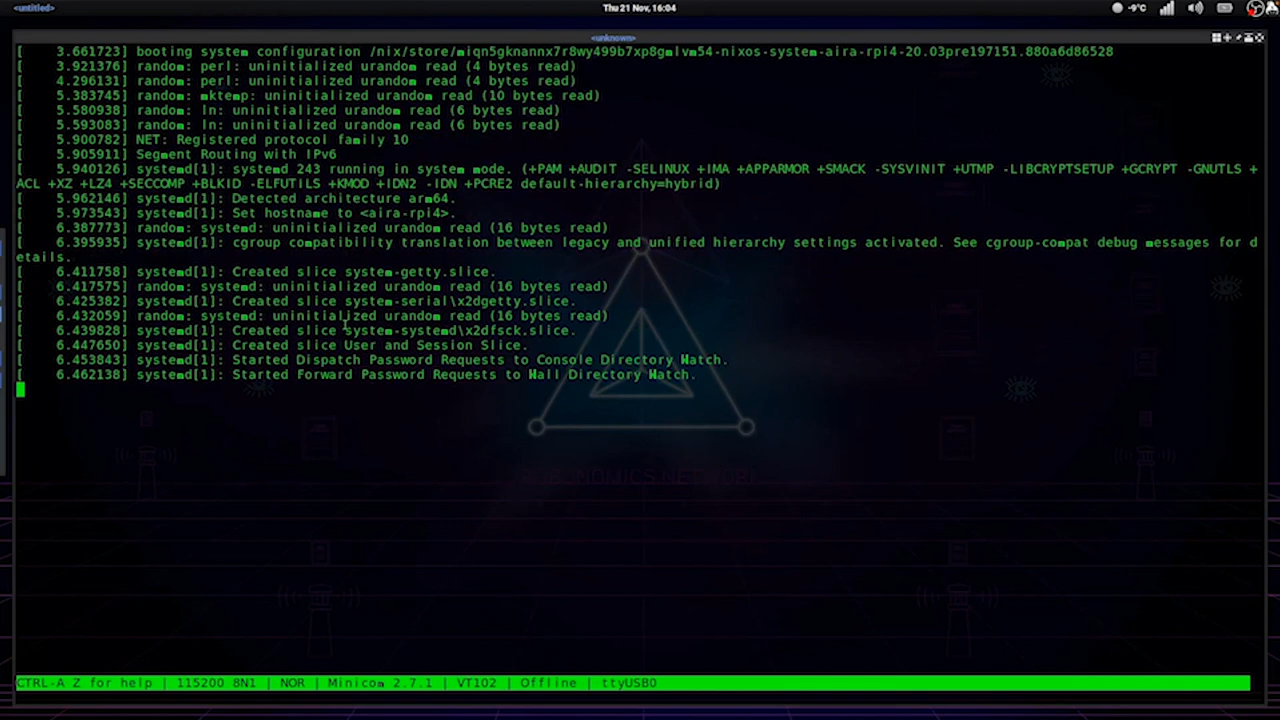 <untitled>
Thu 21 Nov, 16:04
-9°C
<unknown>
[    3.661723] booting system configuration /nix/store/miqn5gknannx7r8wy499b7xp8gmlvm54-nixos-system-aira-rpi4-20.03pre197151.880a6d86528
[    3.921376] random: perl: uninitialized urandom read (4 bytes read)
[    4.296131] random: perl: uninitialized urandom read (4 bytes read)
[    5.383745] random: mktemp: uninitialized urandom read (10 bytes read)
[    5.580938] random: ln: uninitialized urandom read (6 bytes read)
[    5.593083] random: ln: uninitialized urandom read (6 bytes read)
[    5.900782] NET: Registered protocol family 10
[    5.905911] Segment Routing with IPv6
[    5.940126] systemd[1]: systemd 243 running in system mode. (+PAM +AUDIT -SELINUX +IMA +APPARMOR +SMACK -SYSVINIT +UTMP -LIBCRYPTSETUP +GCRYPT -GNUTLS +
ACL +XZ +LZ4 +SECCOMP +BLKID -ELFUTILS +KMOD +IDN2 -IDN +PCRE2 default-hierarchy=hybrid)
[    5.962146] systemd[1]: Detected architecture arm64.
[    5.973543] systemd[1]: Set hostname to <aira-rpi4>.
[    6.387773] random: systemd: uninitialized urandom read (16 bytes read)
[    6.395935] systemd[1]: cgroup compatibility translation between legacy and unified hierarchy settings activated. See cgroup-compat debug messages for d
etails.
[    6.411758] systemd[1]: Created slice system-getty.slice.
[    6.417575] random: systemd: uninitialized urandom read (16 bytes read)
[    6.425382] systemd[1]: Created slice system-serial\x2dgetty.slice.
[    6.432059] random: systemd: uninitialized urandom read (16 bytes read)
[    6.439828] systemd[1]: Created slice system-systemd\x2dfsck.slice.
[    6.447650] systemd[1]: Created slice User and Session Slice.
[    6.453843] systemd[1]: Started Dispatch Password Requests to Console Directory Watch.
[    6.462138] systemd[1]: Started Forward Password Requests to Wall Directory Watch.
ROBONOMICS NETWORK
CTRL-A Z for help | 115200 8N1 | NOR | Minicom 2.7.1 | VT102 | Offline | ttyUSB0